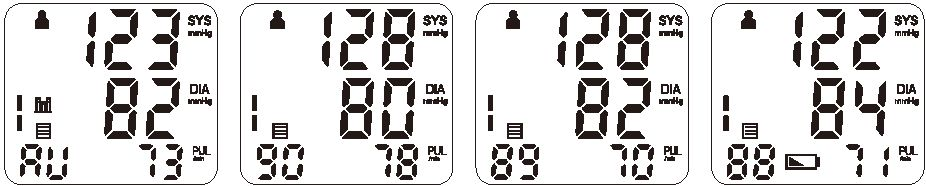 123 SYS mmHg
82 DIA mmHg
AU 73 PUL /min
128 SYS mmHg
80 DIA mmHg
90 78 PUL /min
128 SYS mmHg
82 DIA mmHg
89 70 PUL /min
122 SYS mmHg
84 DIA mmHg
88 71 PUL /min